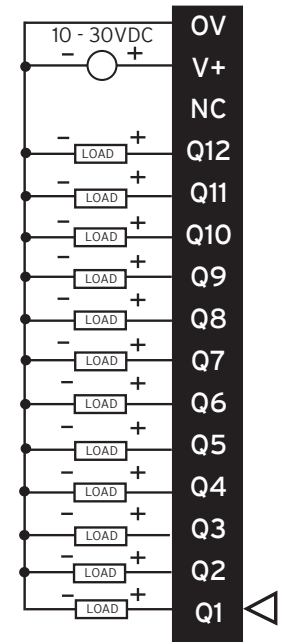 0V
10 - 30VDC
- + V+
NC
- LOAD + Q12
- LOAD + Q11
- LOAD + Q10
- LOAD + Q9
- LOAD + Q8
- LOAD + Q7
- LOAD + Q6
- LOAD + Q5
- LOAD + Q4
- LOAD + Q3
- LOAD + Q2
- LOAD + Q1